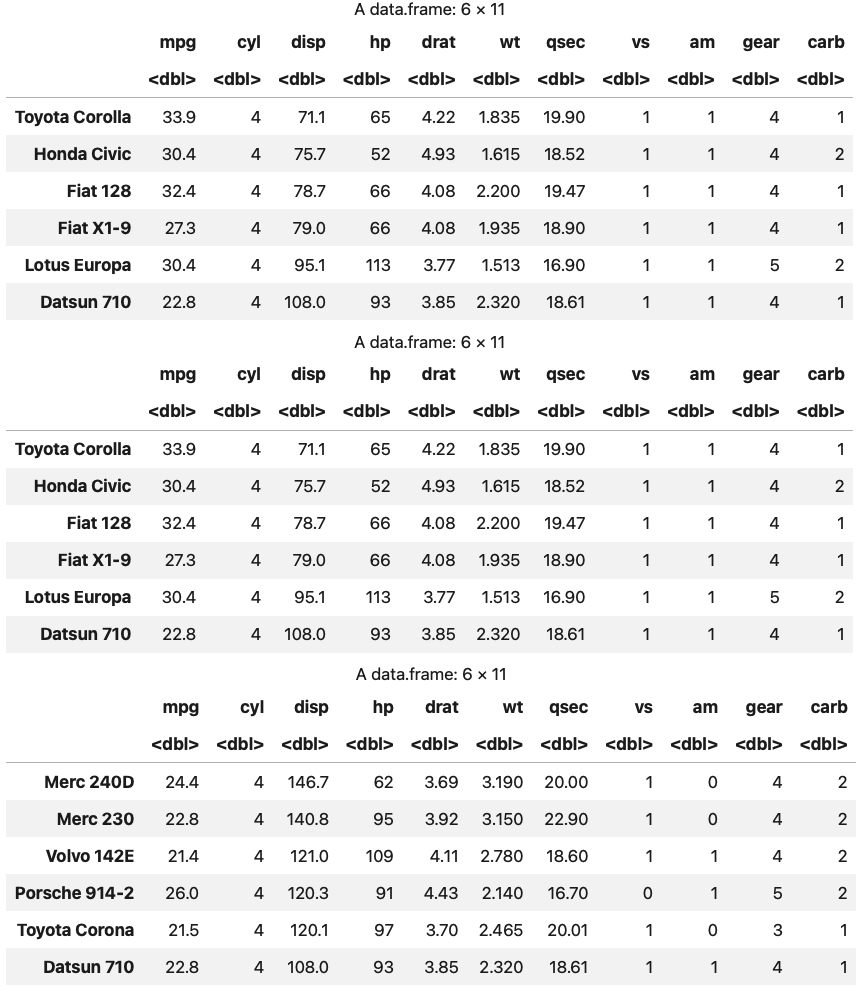 A data.frame: 6 × 11
mpg cyl disp hp drat wt qsec vs am gear carb
<dbl> <dbl> <dbl> <dbl> <dbl> <dbl> <dbl> <dbl> <dbl> <dbl> <dbl>
Toyota Corolla 33.9 4 71.1 65 4.22 1.835 19.90 1 1 4 1
Honda Civic 30.4 4 75.7 52 4.93 1.615 18.52 1 1 4 2
Fiat 128 32.4 4 78.7 66 4.08 2.200 19.47 1 1 4 1
Fiat X1-9 27.3 4 79.0 66 4.08 1.935 18.90 1 1 4 1
Lotus Europa 30.4 4 95.1 113 3.77 1.513 16.90 1 1 5 2
Datsun 710 22.8 4 108.0 93 3.85 2.320 18.61 1 1 4 1
A data.frame: 6 × 11
mpg cyl disp hp drat wt qsec vs am gear carb
<dbl> <dbl> <dbl> <dbl> <dbl> <dbl> <dbl> <dbl> <dbl> <dbl> <dbl>
Toyota Corolla 33.9 4 71.1 65 4.22 1.835 19.90 1 1 4 1
Honda Civic 30.4 4 75.7 52 4.93 1.615 18.52 1 1 4 2
Fiat 128 32.4 4 78.7 66 4.08 2.200 19.47 1 1 4 1
Fiat X1-9 27.3 4 79.0 66 4.08 1.935 18.90 1 1 4 1
Lotus Europa 30.4 4 95.1 113 3.77 1.513 16.90 1 1 5 2
Datsun 710 22.8 4 108.0 93 3.85 2.320 18.61 1 1 4 1
A data.frame: 6 × 11
mpg cyl disp hp drat wt qsec vs am gear carb
<dbl> <dbl> <dbl> <dbl> <dbl> <dbl> <dbl> <dbl> <dbl> <dbl> <dbl>
Merc 240D 24.4 4 146.7 62 3.69 3.190 20.00 1 0 4 2
Merc 230 22.8 4 140.8 95 3.92 3.150 22.90 1 0 4 2
Volvo 142E 21.4 4 121.0 109 4.11 2.780 18.60 1 1 4 2
Porsche 914-2 26.0 4 120.3 91 4.43 2.140 16.70 0 1 5 2
Toyota Corona 21.5 4 120.1 97 3.70 2.465 20.01 1 0 3 1
Datsun 710 22.8 4 108.0 93 3.85 2.320 18.61 1 1 4 1